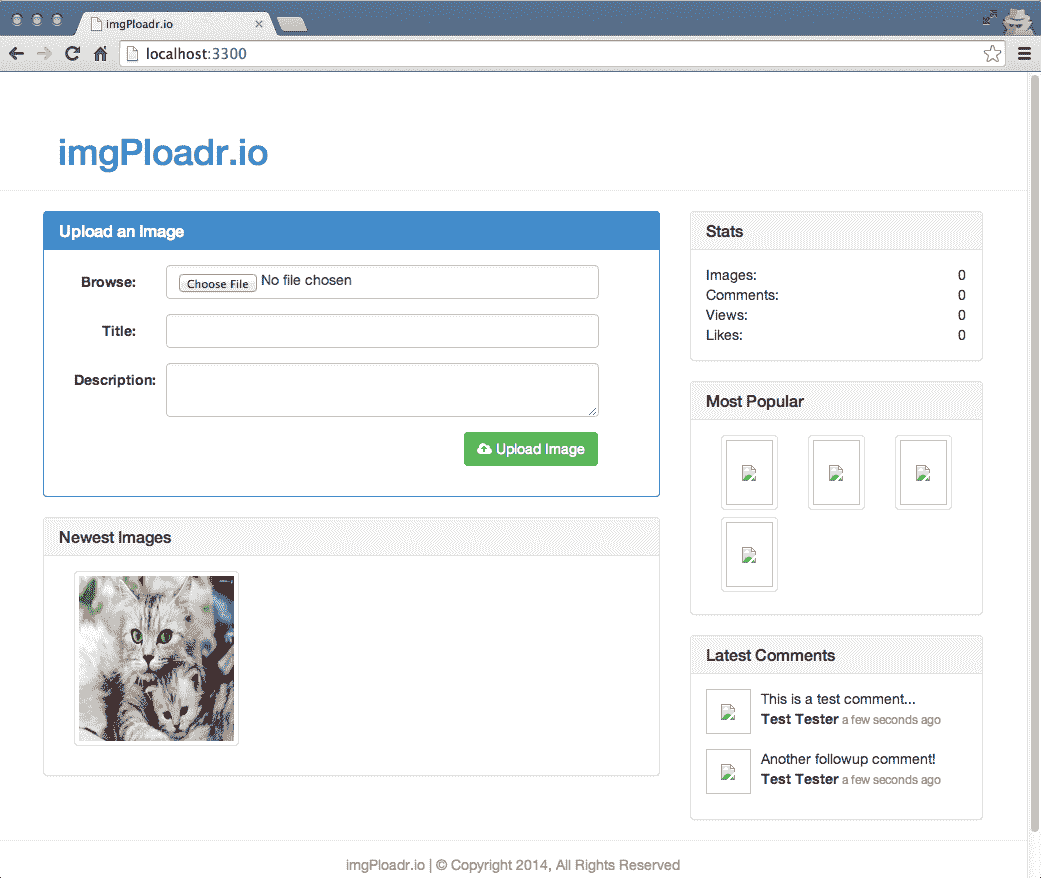 imgPloadr.io
localhost:3300
imgPloadr.io
Upload an Image
Browse: Choose File No file chosen
Title:
Description:
Upload Image
Newest Images
Stats
Images: 0
Comments: 0
Views: 0
Likes: 0
Most Popular
Latest Comments
This is a test comment...
Test Tester a few seconds ago
Another followup comment!
Test Tester a few seconds ago
imgPloadr.io | © Copyright 2014, All Rights Reserved